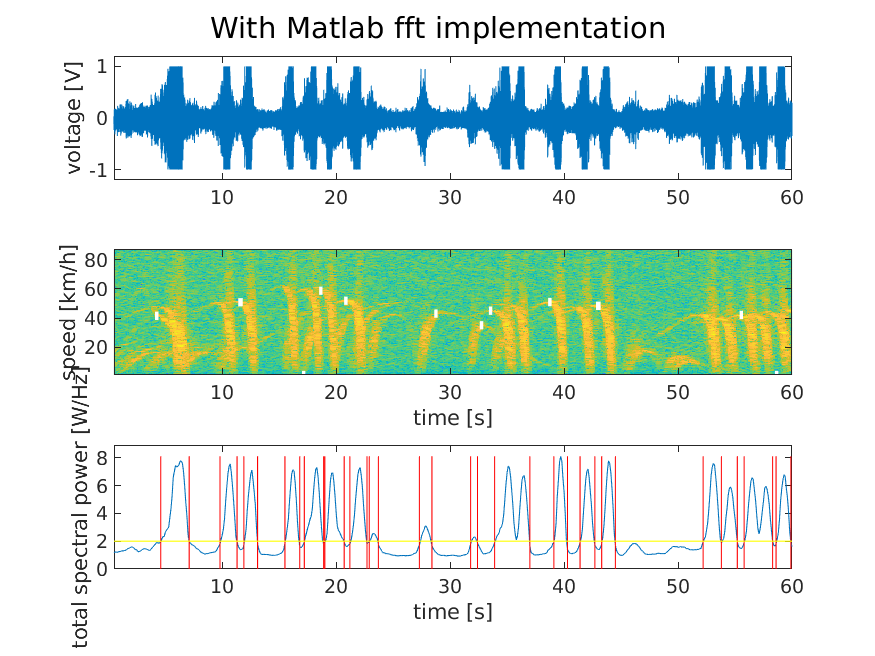 With Matlab fft implementation
voltage [V]
1
0
-1
10 20 30 40 50 60
speed [km/h]
80
60
40
20
10 20 30 40 50 60
time [s]
total spectral power [W/Hz]
8
6
4
2
0
10 20 30 40 50 60
time [s]